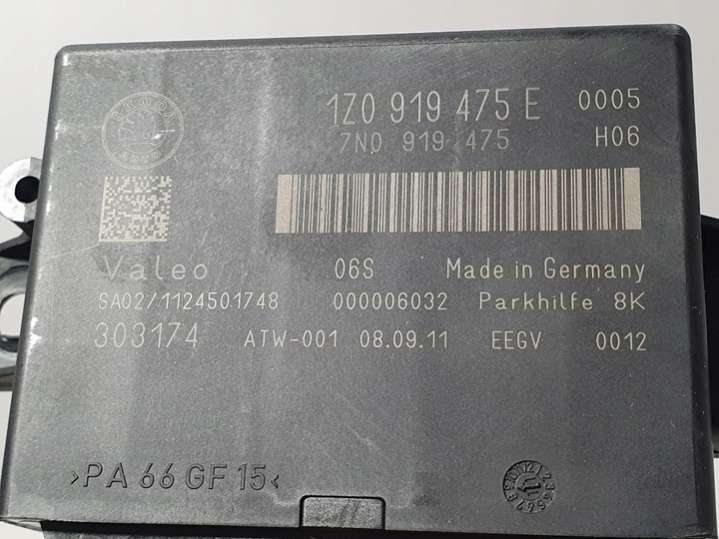 1Z0 919 475 E 0005
7N0 919 475 H06
Valeo 06S Made in Germany
SA02/1124501748 000006032 Parkhilfe 8K
303174 ATW-001 08.09.11 EEGV 0012
>PA 66 GF 15<